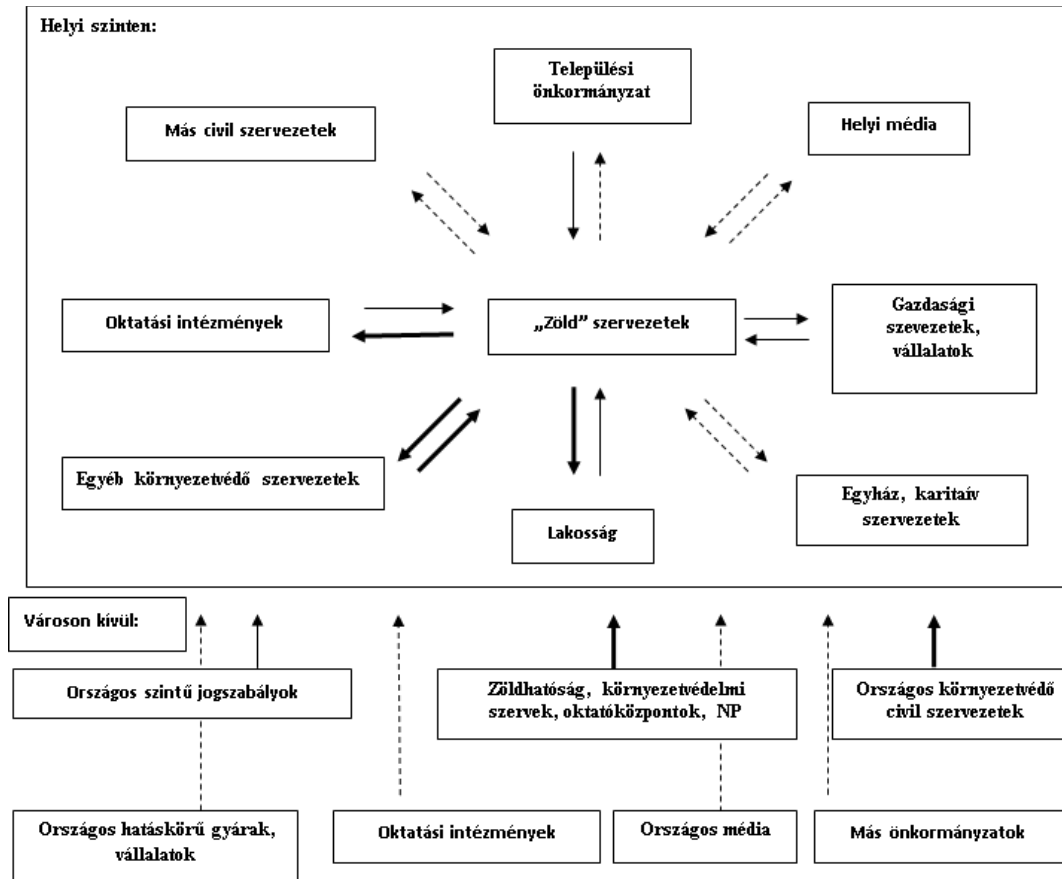 Helyi szinten:
Települési
önkormányzat
Más civil szervezetek
Helyi média
Oktatási intézmények
„Zöld” szervezetek
Gazdasági
szevezetek,
vállalatok
Egyéb környezetvédő szervezetek
Lakosság
Egyház, karitaív
szervezetek
Városon kívül:
Országos szintű jogszabályok
Zöldhatóság, környezetvédelmi
szervek, oktatóközpontok, NP
Országos környezetvédő
civil szervezetek
Országos hatáskörű gyárak,
vállalatok
Oktatási intézmények
Országos média
Más önkormányzatok